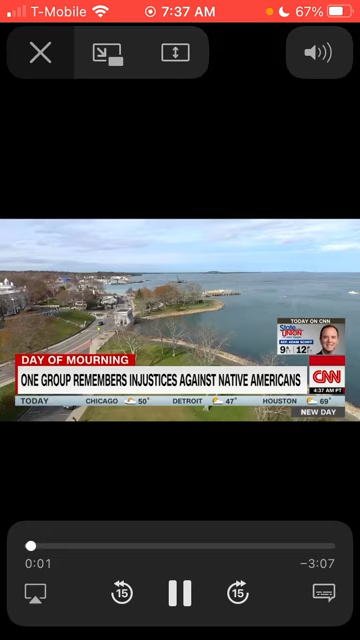 T-Mobile 7:37 AM 67%
TODAY ON CNN
State of the
UNION
REP. ADAM SCHIFF
DAY OF MOURNING
ONE GROUP REMEMBERS INJUSTICES AGAINST NATIVE AMERICANS
CNN
4:37 AM PT
TODAY CHICAGO 50° DETROIT 47° HOUSTON 69°
NEW DAY
0:01 −3:07
15 15